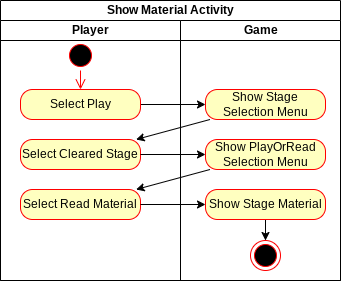 Show Material Activity
Player
Game
Select Play
Show Stage
Selection Menu
Select Cleared Stage
Show PlayOrRead
Selection Menu
Select Read Material
Show Stage Material